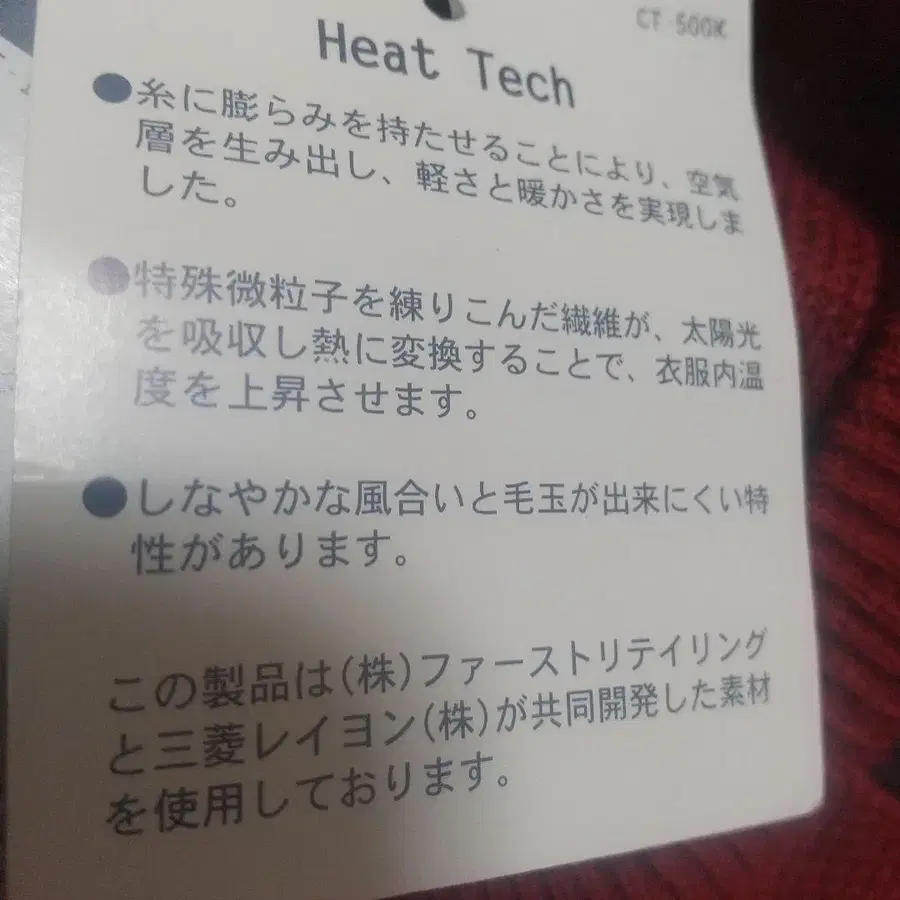 CT-500K
Heat Tech
●糸に膨らみを持たせることにより、空気
層を生み出し、軽さと暖かさを実現しま
した。
●特殊微粒子を練りこんだ繊維が、太陽光
を吸収し熱に変換することで、衣服内温
度を上昇させます。
●しなやかな風合いと毛玉が出来にくい特
性があります。
この製品は(株)ファーストリテイリング
と三菱レイヨン(株)が共同開発した素材
を使用しております。